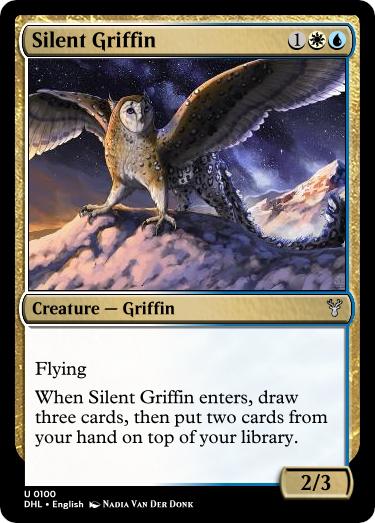 Silent Griffin 1
Creature — Griffin
Flying
When Silent Griffin enters, draw
three cards, then put two cards from
your hand on top of your library.
2/3
U 0100
DHL • English Nadia Van Der Donk